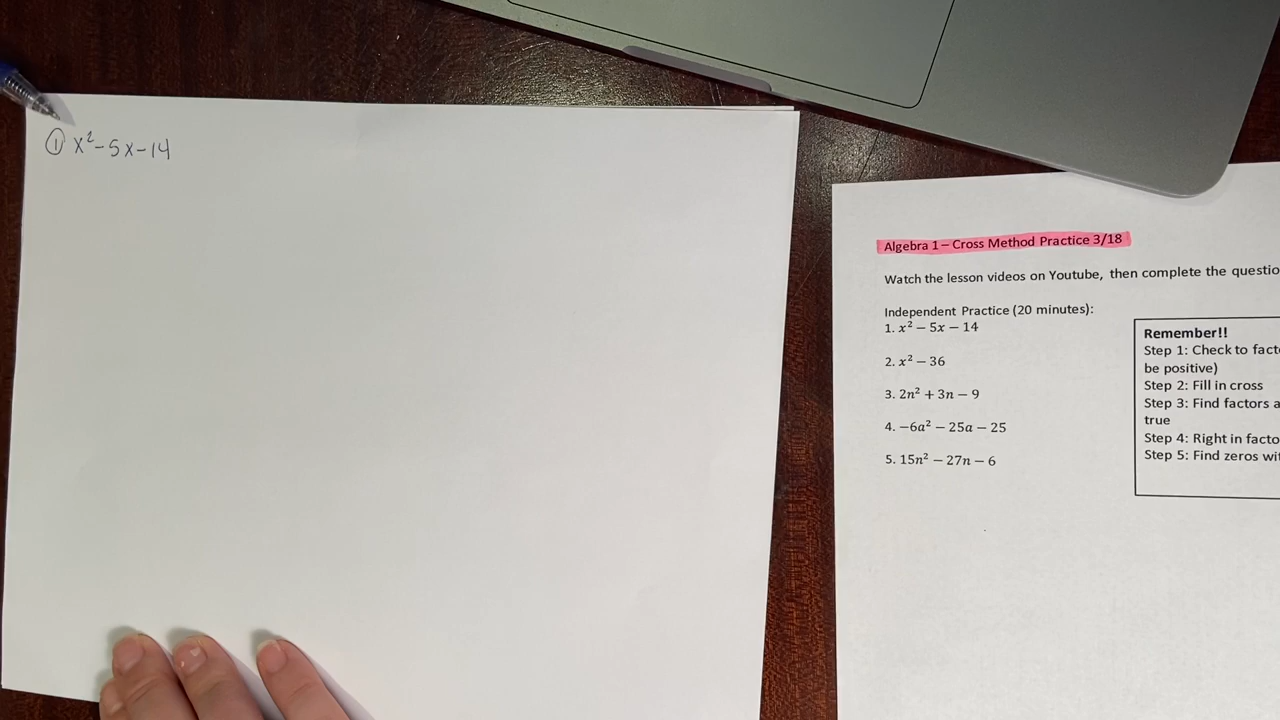 ① x² - 5x - 14
Algebra 1 – Cross Method Practice 3/18
Watch the lesson videos on Youtube, then complete the questio
Independent Practice (20 minutes):
1. x² − 5x − 14
2. x² − 36
3. 2n² + 3n − 9
4. −6a² − 25a − 25
5. 15n² − 27n − 6
Remember!!
Step 1: Check to facto
be positive)
Step 2: Fill in cross
Step 3: Find factors a
true
Step 4: Right in facto
Step 5: Find zeros wit